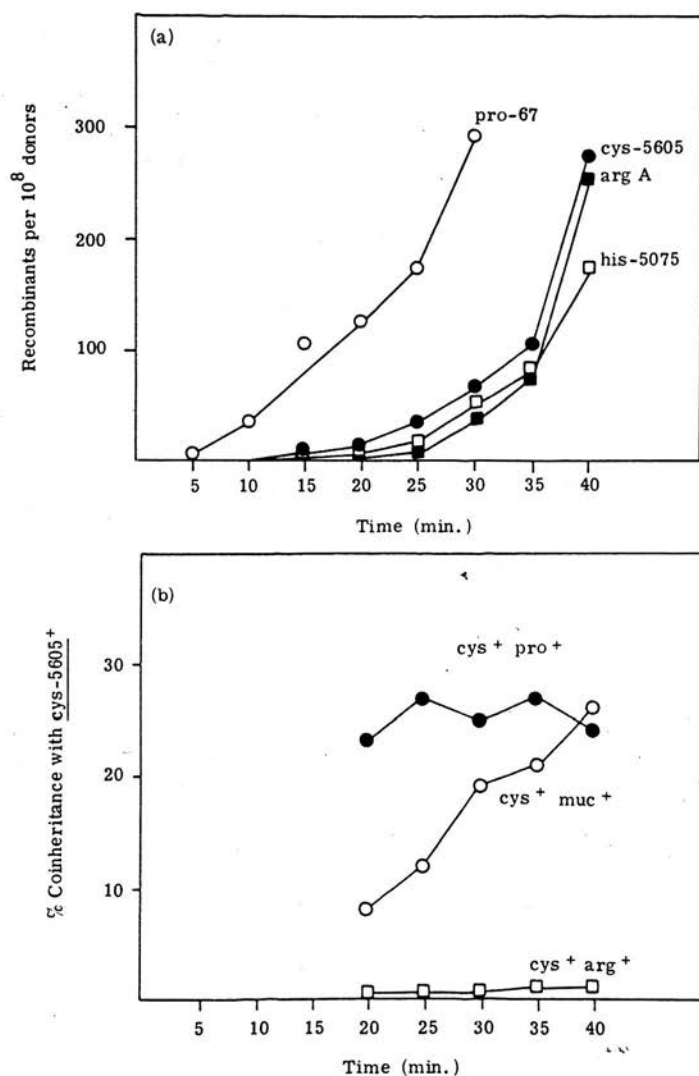 (a)
Recombinants per 10⁸ donors
300
200
100
pro-67
cys-5605
arg A
his-5075
5 10 15 20 25 30 35 40
Time (min.)
(b)
% Coinheritance with cys-5605⁺
30
20
10
cys⁺ pro⁺
cys⁺ muc⁺
cys⁺ arg⁺
5 10 15 20 25 30 35 40
Time (min.)